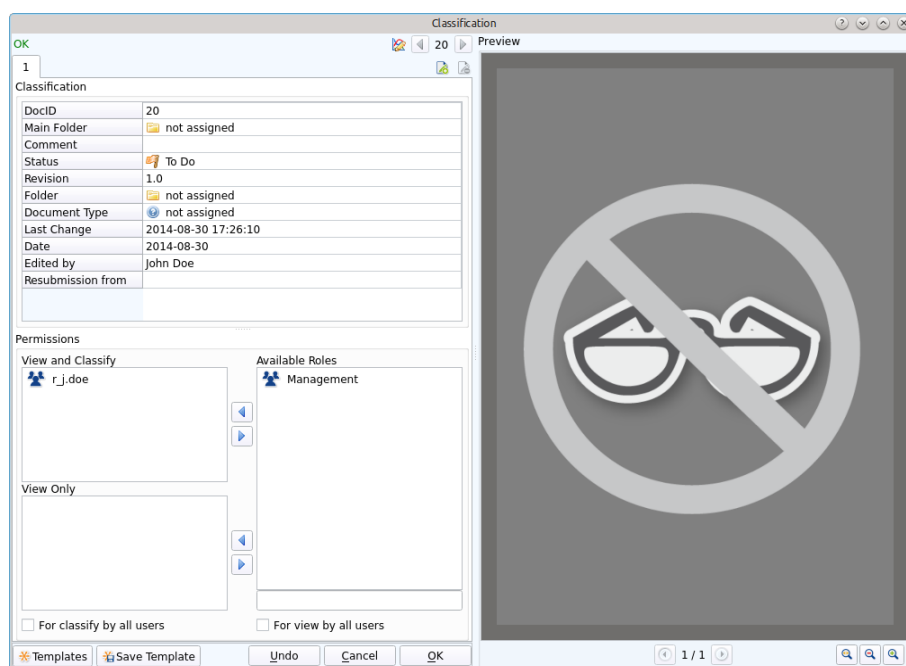 Classification
OK
20
Preview
1
Classification
DocID 20
Main Folder not assigned
Comment
Status To Do
Revision 1.0
Folder not assigned
Document Type not assigned
Last Change 2014-08-30 17:26:10
Date 2014-08-30
Edited by John Doe
Resubmission from
Permissions
View and Classify Available Roles
r_j.doe Management
View Only
For classify by all users For view by all users
Templates Save Template Undo Cancel OK 1 / 1